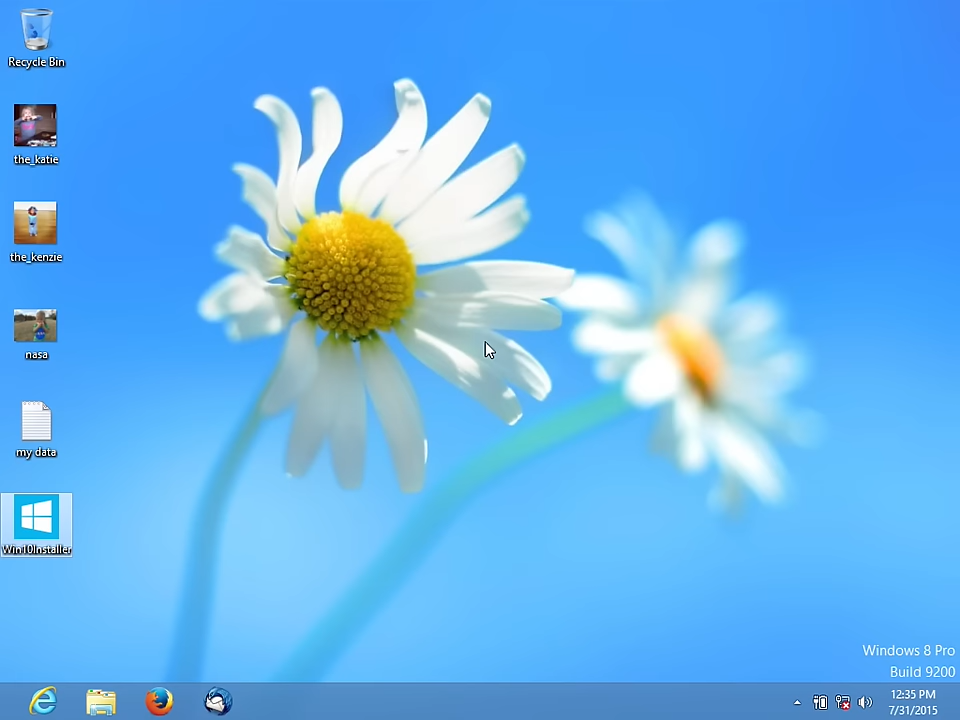 Recycle Bin
the_katie
the_kenzie
nasa
my data
Win10Installer
Windows 8 Pro
Build 9200
12:35 PM
7/31/2015